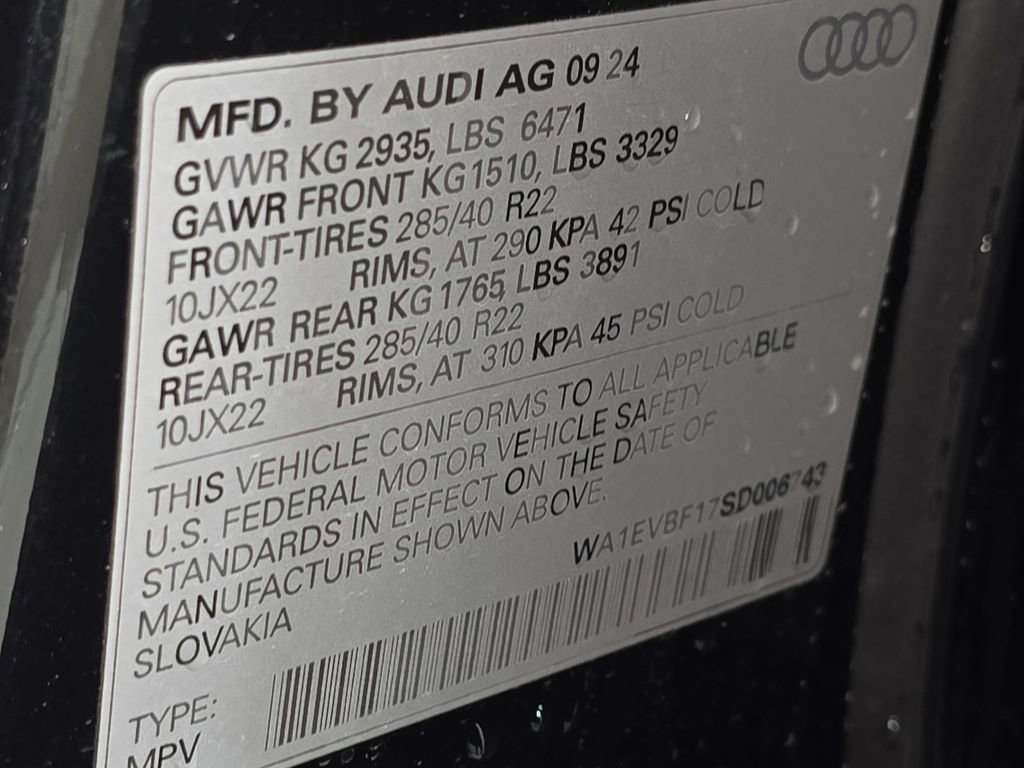 MFD. BY AUDI AG 09 24
GVWR KG 2935, LBS 6471
GAWR FRONT KG1510, LBS 3329
FRONT-TIRES 285/40 R22
10JX22 RIMS, AT 290 KPA 42 PSI COLD
GAWR REAR KG 1765, LBS 3891
REAR-TIRES 285/40 R22
10JX22 RIMS, AT 310 KPA 45 PSI COLD
THIS VEHICLE CONFORMS TO ALL APPLICABLE
U.S. FEDERAL MOTOR VEHICLE SAFETY
STANDARDS IN EFFECT ON THE DATE OF
MANUFACTURE SHOWN ABOVE.
SLOVAKIA WA1EVBF17SD006743
TYPE:
MPV